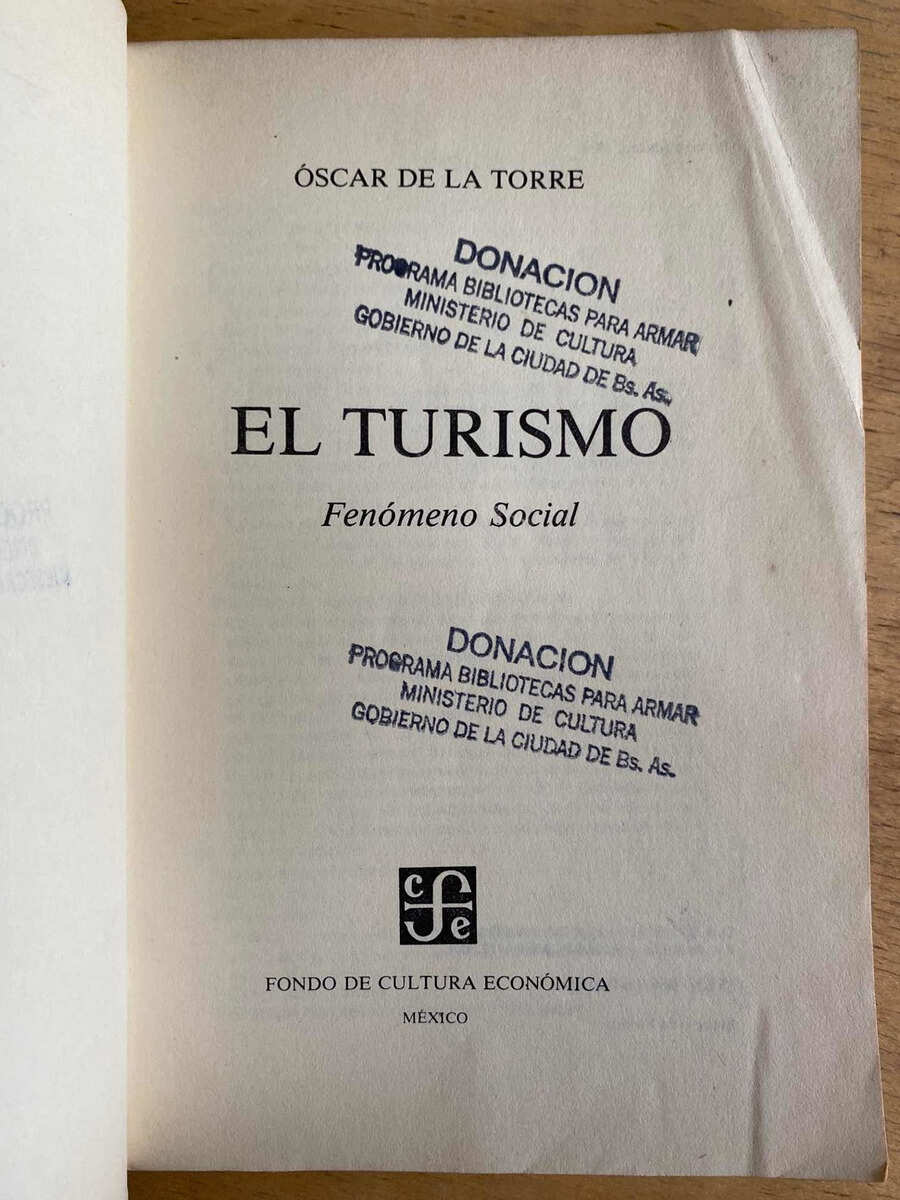 ÓSCAR DE LA TORRE
DONACION
PROGRAMA BIBLIOTECAS PARA ARMAR
MINISTERIO DE CULTURA
GOBIERNO DE LA CIUDAD DE Bs. As.
EL TURISMO
Fenómeno Social
DONACION
PROGRAMA BIBLIOTECAS PARA ARMAR
MINISTERIO DE CULTURA
GOBIERNO DE LA CIUDAD DE Bs. As.
c f e
FONDO DE CULTURA ECONÓMICA
MÉXICO